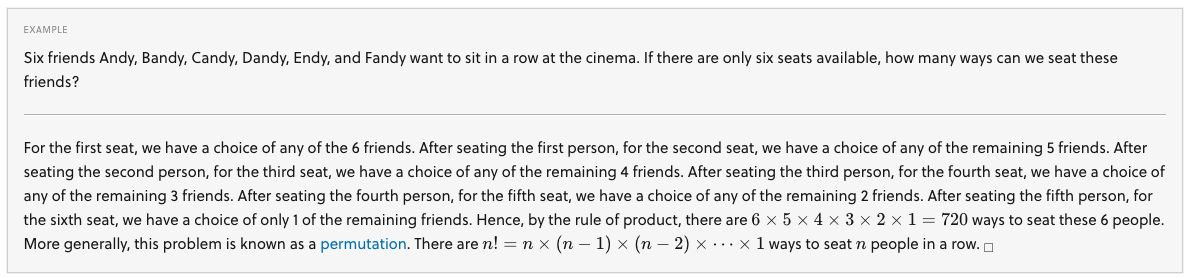 EXAMPLE
Six friends Andy, Bandy, Candy, Dandy, Endy, and Fandy want to sit in a row at the cinema. If there are only six seats available, how many ways can we seat these
friends?
For the first seat, we have a choice of any of the 6 friends. After seating the first person, for the second seat, we have a choice of any of the remaining 5 friends. After
seating the second person, for the third seat, we have a choice of any of the remaining 4 friends. After seating the third person, for the fourth seat, we have a choice of
any of the remaining 3 friends. After seating the fourth person, for the fifth seat, we have a choice of any of the remaining 2 friends. After seating the fifth person, for
the sixth seat, we have a choice of only 1 of the remaining friends. Hence, by the rule of product, there are 6 × 5 × 4 × 3 × 2 × 1 = 720 ways to seat these 6 people.
More generally, this problem is known as a permutation. There are n! = n × (n − 1) × (n − 2) × ⋯ × 1 ways to seat n people in a row. □